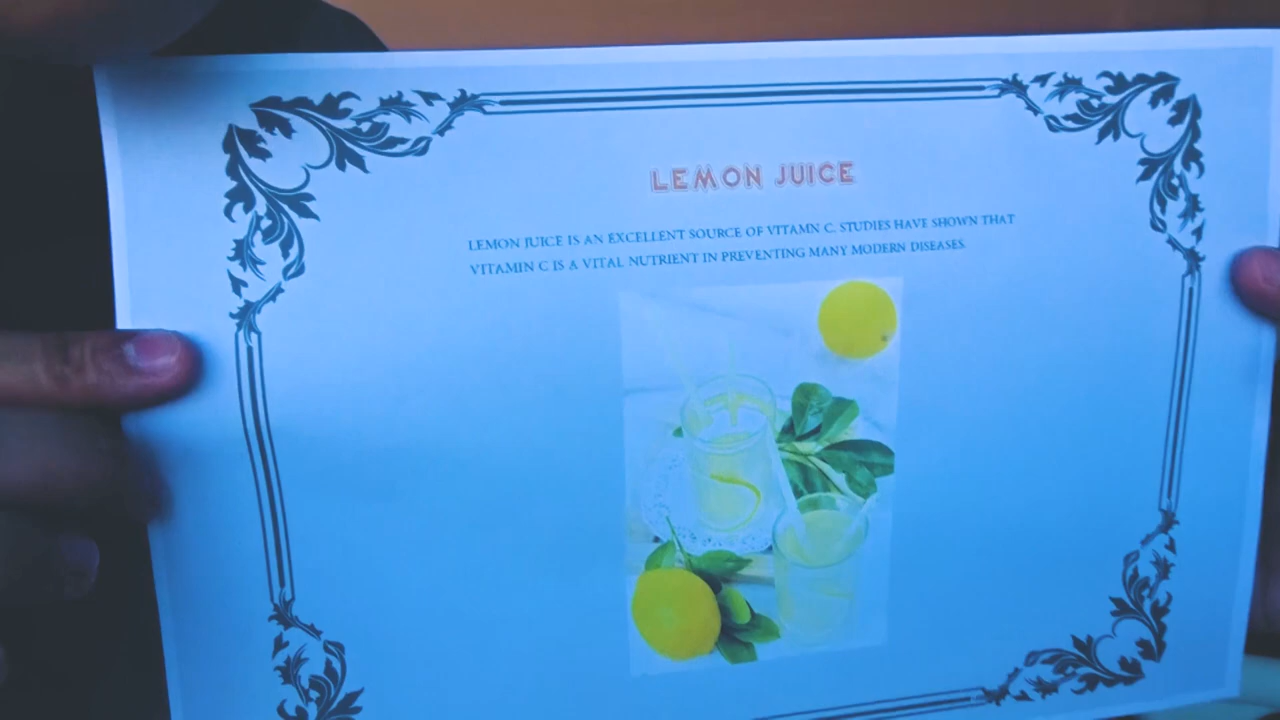 LEMON JUICE
LEMON JUICE IS AN EXCELLENT SOURCE OF VITAMN C. STUDIES HAVE SHOWN THAT
VITAMIN C IS A VITAL NUTRIENT IN PREVENTING MANY MODERN DISEASES.